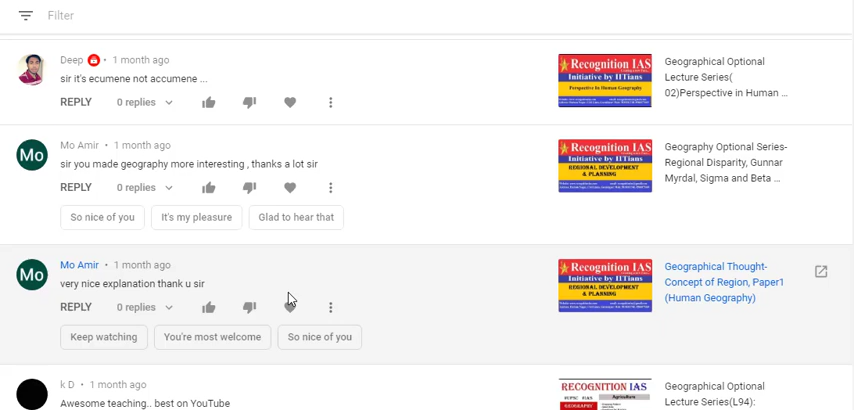 Filter
Deep • 1 month ago
sir it's ecumene not accumene ...
REPLY 0 replies
Recognition IAS
Initiative by IITians
Perspective In Human Geography
Geographical Optional
Lecture Series(
02)Perspective in Human ...
Mo
Mo Amir • 1 month ago
sir you made geography more interesting , thanks a lot sir
REPLY 0 replies
So nice of you It's my pleasure Glad to hear that
Recognition IAS
Initiative by IITians
REGIONAL DEVELOPMENT
& PLANNING
Geography Optional Series-
Regional Disparity, Gunnar
Myrdal, Sigma and Beta ...
Mo
Mo Amir • 1 month ago
very nice explanation thank u sir
REPLY 0 replies
Keep watching You're most welcome So nice of you
Recognition IAS
Initiative by IITians
REGIONAL DEVELOPMENT
& PLANNING
Geographical Thought-
Concept of Region, Paper1
(Human Geography)
k D • 1 month ago
Awesome teaching.. best on YouTube
RECOGNITION IAS
Agriculture
GEOGRAPHY
Geographical Optional
Lecture Series(L94):